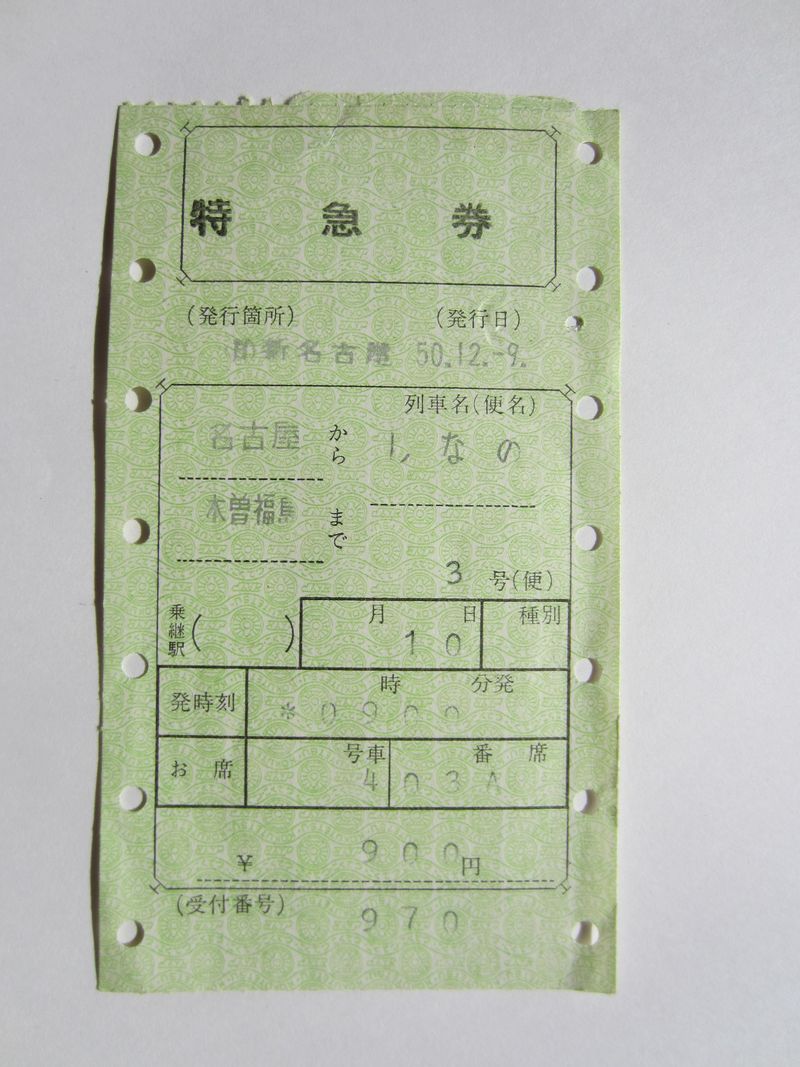 特急券
(発行箇所) (発行日)
新名古屋 50.12.-9.
列車名(便名)
名古屋 から しなの
木曽福島 まで
3 号(便)
乗継駅( ) 月 日 種別
10
発時刻 時 分発
*0900
お席 号車 番席
4 03A
¥ 900円
(受付番号) 970